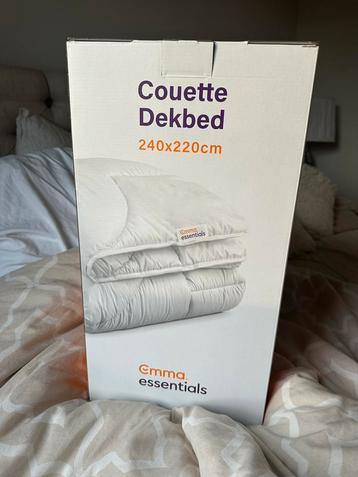 Couette
Dekbed
240x220cm
emma
essentials
emma
essentials